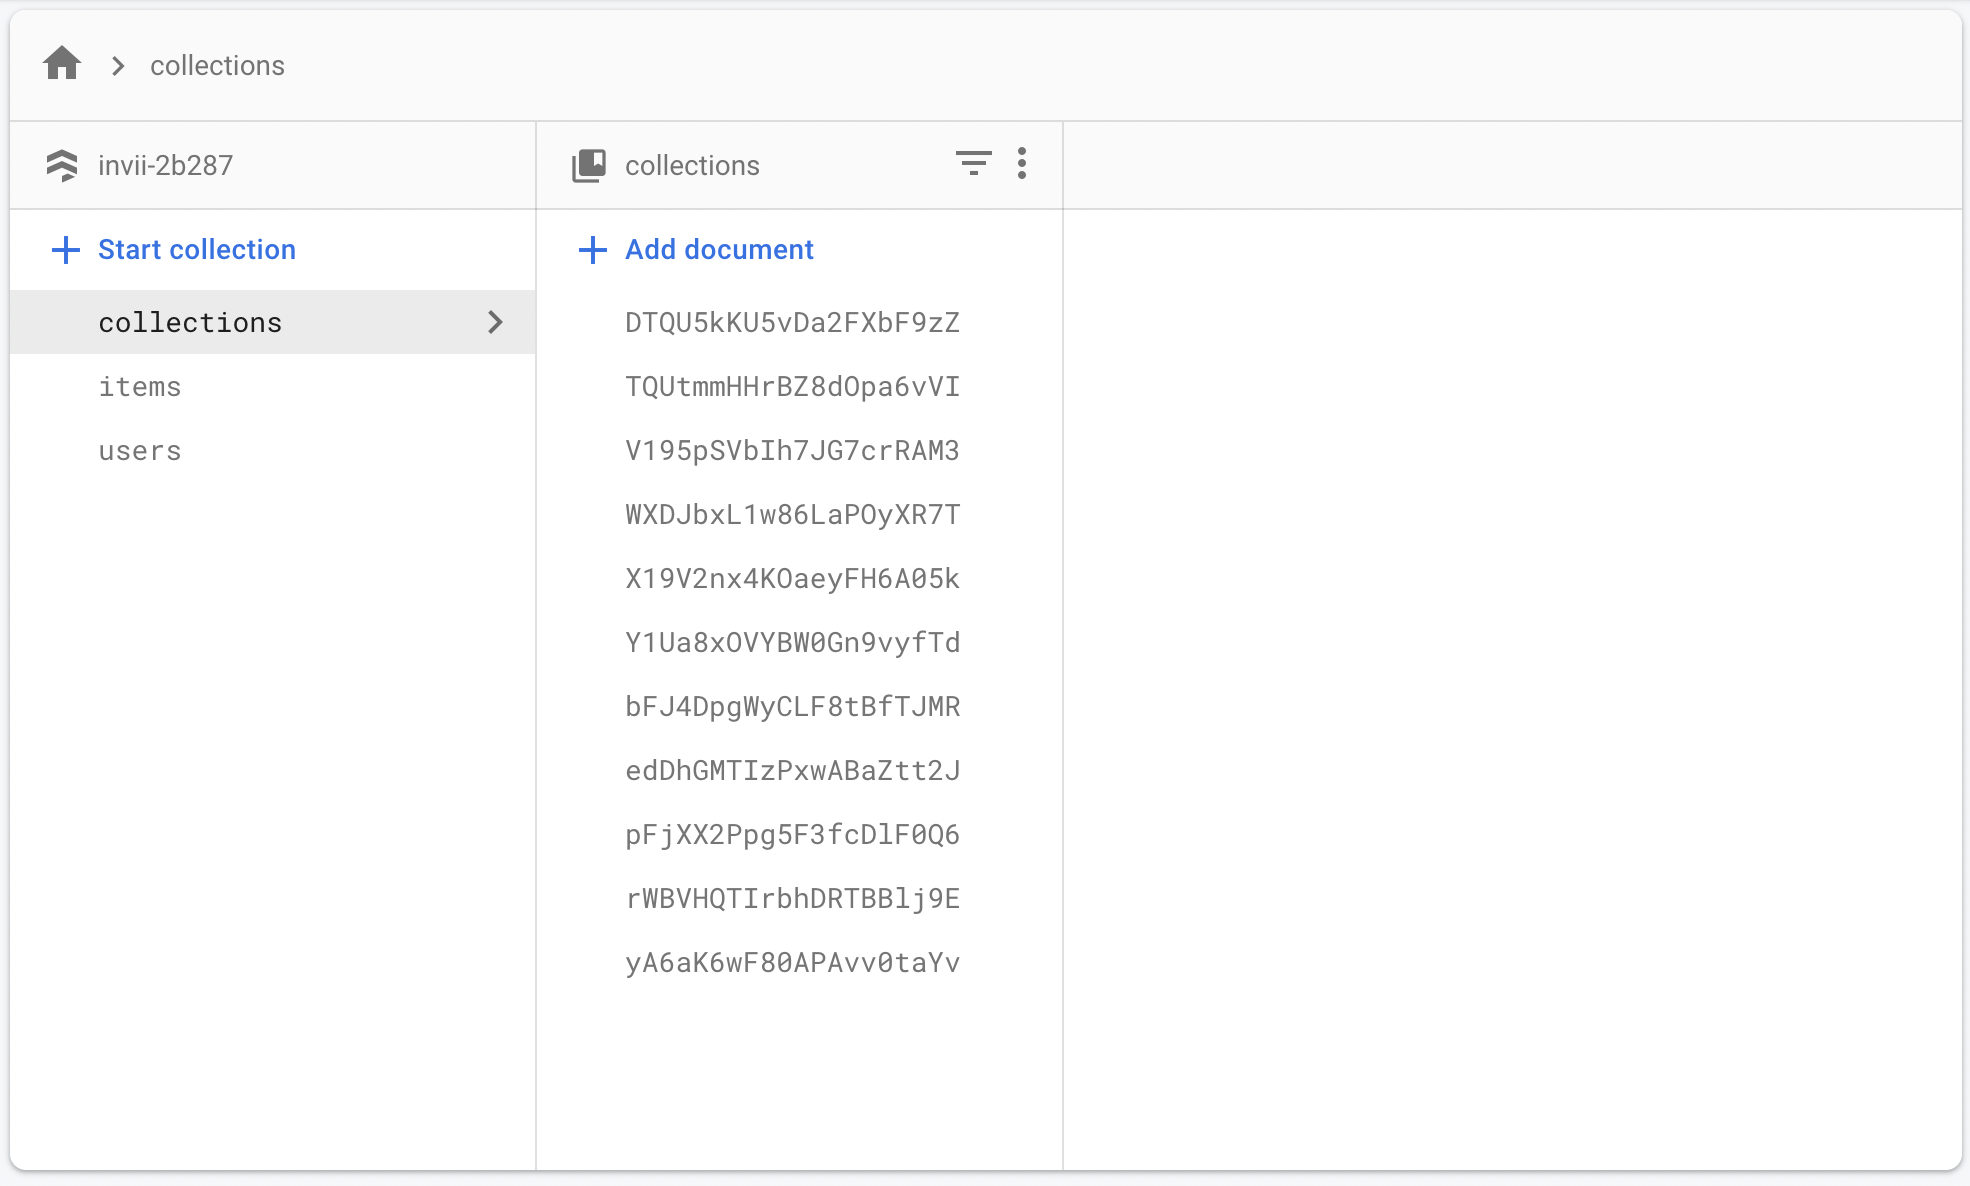 collections
invii-2b287
Start collection
collections
items
users
collections
Add document
DTQU5kKU5vDa2FXbF9zZ
TQUtmmHHrBZ8dOpa6vVI
V195pSVbIh7JG7crRAM3
WXDJbxL1w86LaPOyXR7T
X19V2nx4KOaeyFH6A05k
Y1Ua8xOVYBW0Gn9vyfTd
bFJ4DpgWyCLF8tBfTJMR
edDhGMTIzPxwABaZtt2J
pFjXX2Ppg5F3fcDlF0Q6
rWBVHQTIrbhDRTBBlj9E
yA6aK6wF80APAvv0taYv